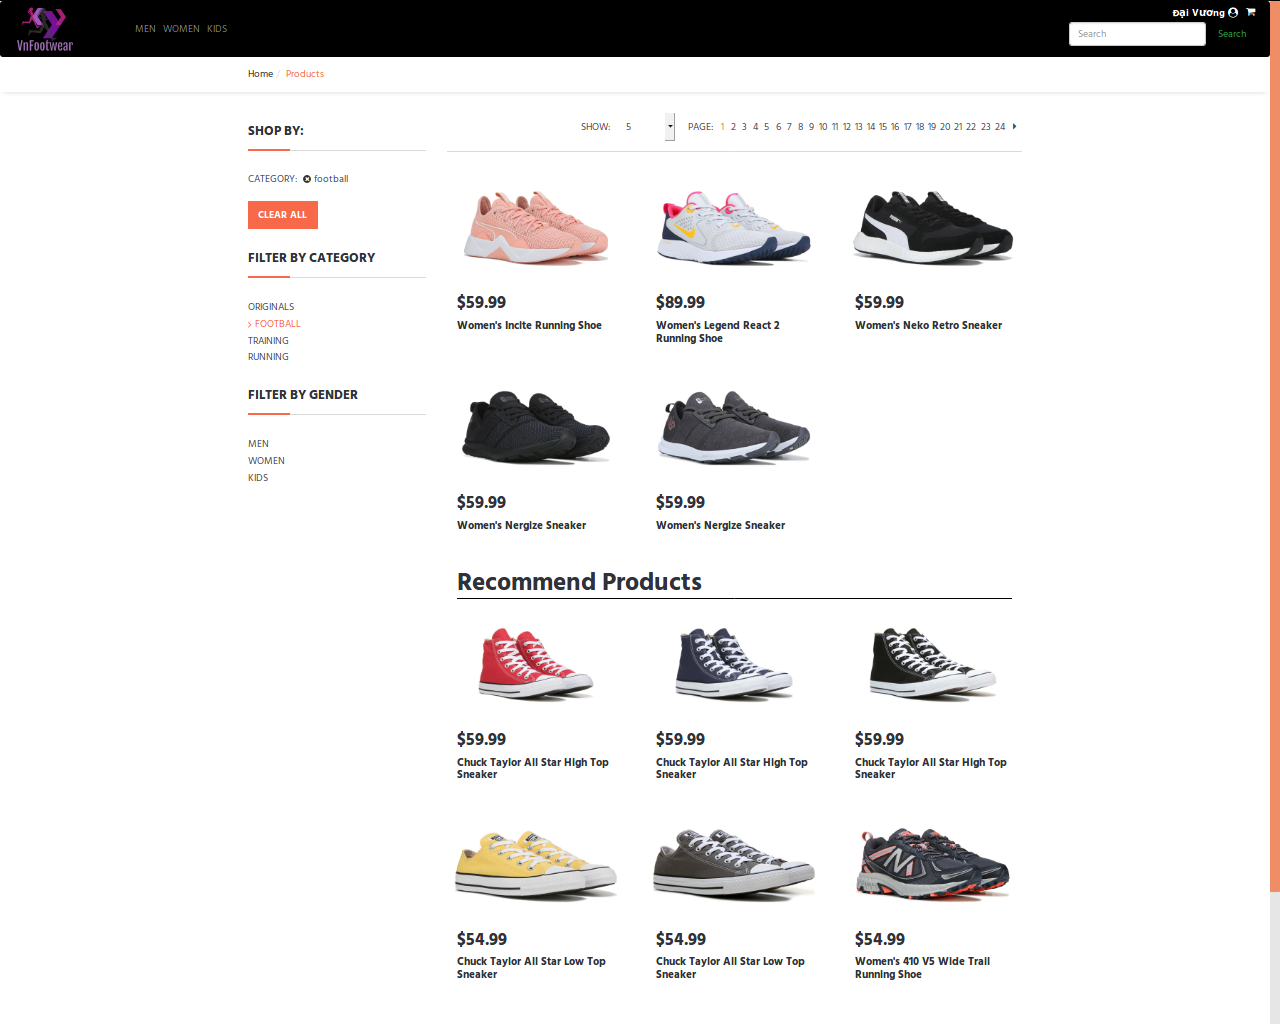 Đại Vương
VnFootwear
MEN WOMEN KIDS
Search
Search
Home / Products
SHOP BY:
CATEGORY: football
CLEAR ALL
FILTER BY CATEGORY
ORIGINALS
FOOTBALL
TRAINING
RUNNING
FILTER BY GENDER
MEN
WOMEN
KIDS
SHOW: 5 PAGE: 1 2 3 4 5 6 7 8 9 10 11 12 13 14 15 16 17 18 19 20 21 22 23 24
$59.99
Women's Incite Running Shoe
$89.99
Women's Legend React 2
Running Shoe
$59.99
Women's Neko Retro Sneaker
$59.99
Women's Nergize Sneaker
$59.99
Women's Nergize Sneaker
Recommend Products
$59.99
Chuck Taylor All Star High Top
Sneaker
$59.99
Chuck Taylor All Star High Top
Sneaker
$59.99
Chuck Taylor All Star High Top
Sneaker
$54.99
Chuck Taylor All Star Low Top
Sneaker
$54.99
Chuck Taylor All Star Low Top
Sneaker
$54.99
Women's 410 V5 Wide Trail
Running Shoe